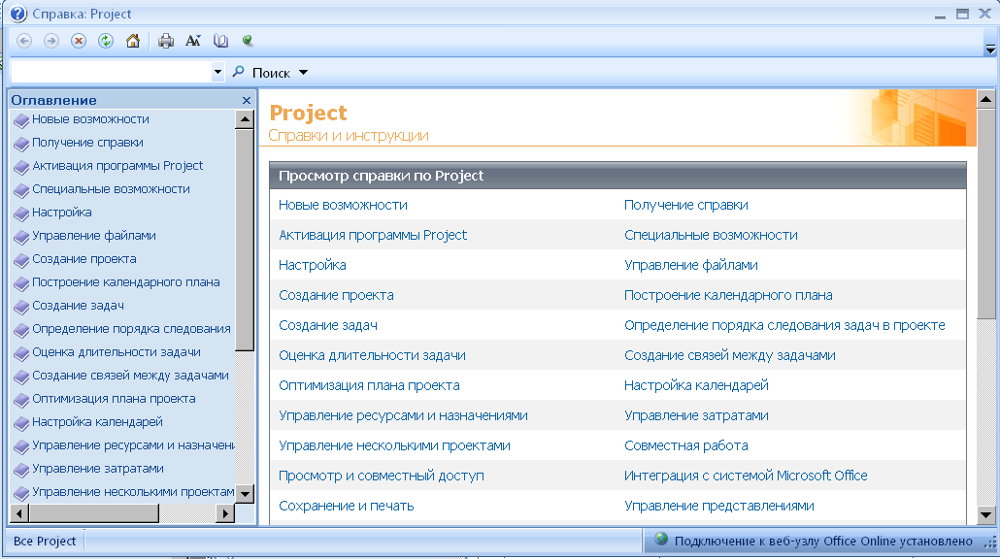 Справка: Project
Поиск
Оглавление
Новые возможности
Получение справки
Активация программы Project
Специальные возможности
Настройка
Управление файлами
Создание проекта
Построение календарного плана
Создание задач
Определение порядка следования
Оценка длительности задачи
Создание связей между задачами
Оптимизация плана проекта
Настройка календарей
Управление ресурсами и назначени
Управление затратами
Управление несколькими проектам
Project
Справки и инструкции
Просмотр справки по Project
Новые возможности Получение справки
Активация программы Project Специальные возможности
Настройка Управление файлами
Создание проекта Построение календарного плана
Создание задач Определение порядка следования задач в проекте
Оценка длительности задачи Создание связей между задачами
Оптимизация плана проекта Настройка календарей
Управление ресурсами и назначениями Управление затратами
Управление несколькими проектами Совместная работа
Просмотр и совместный доступ Интеграция с системой Microsoft Office
Сохранение и печать Управление представлениями
Все Project Подключение к веб-узлу Office Online установлено